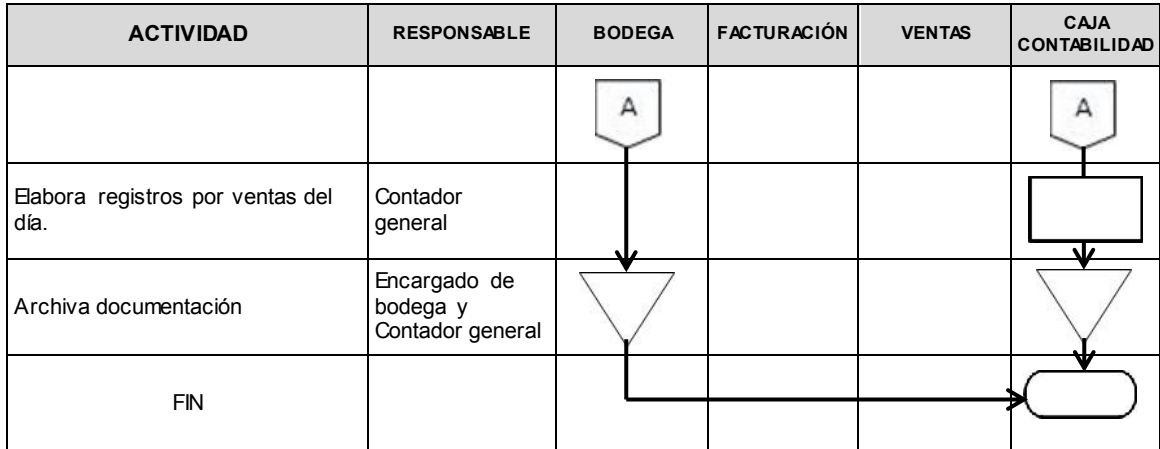 ACTIVIDAD
RESPONSABLE
BODEGA
FACTURACIÓN
VENTAS
CAJA
CONTABILIDAD
A
A
Elabora registros por ventas del
día.
Contador
general
Archiva documentación
Encargado de
bodega y
Contador general
FIN